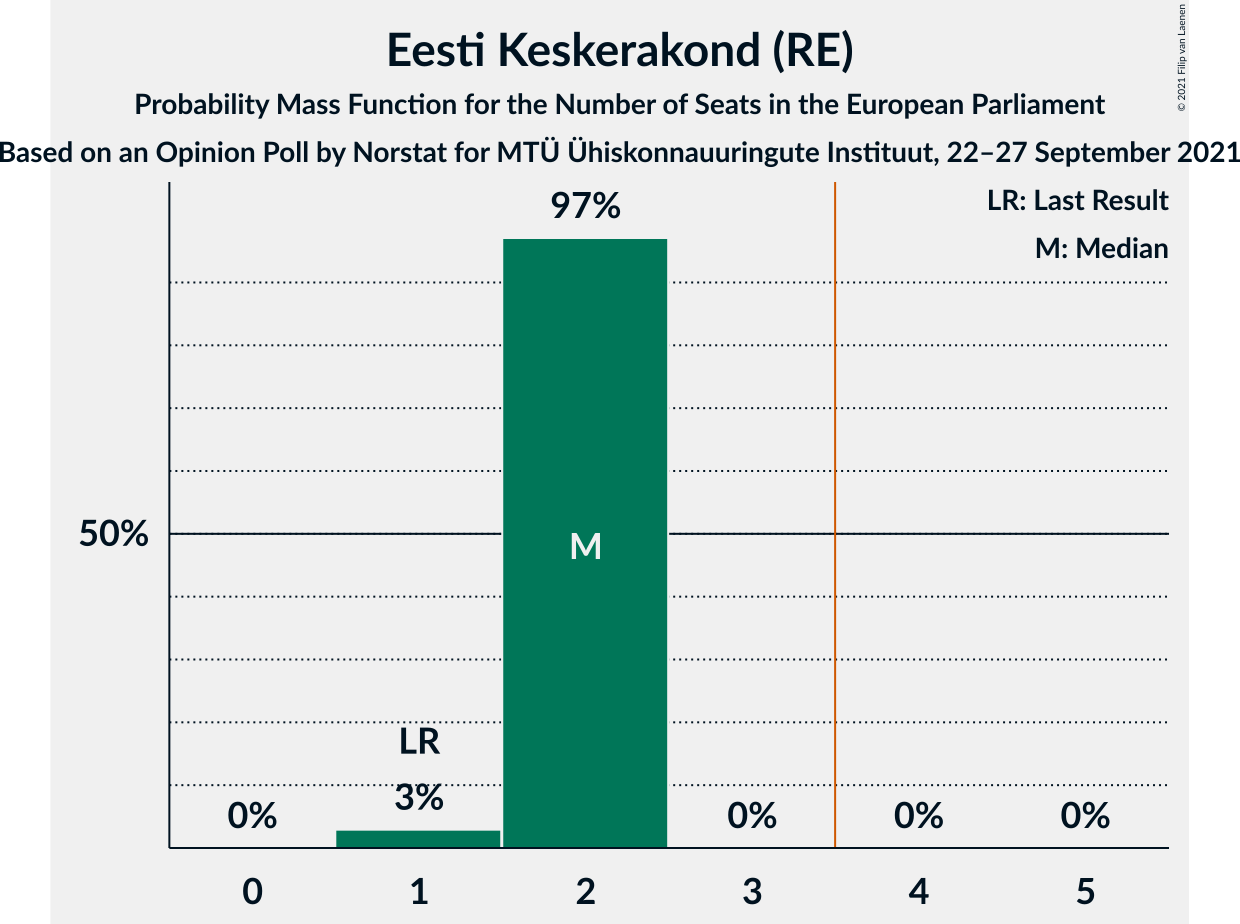 Eesti Keskerakond (RE)
Probability Mass Function for the Number of Seats in the European Parliament
Based on an Opinion Poll by Norstat for MTÜ Ühiskonnauuringute Instituut, 22–27 September 2021
© 2021 Filip van Laenen
LR: Last Result
M: Median
97%
50%
M
LR
3%
0%
0%
0%
0%
0 1 2 3 4 5